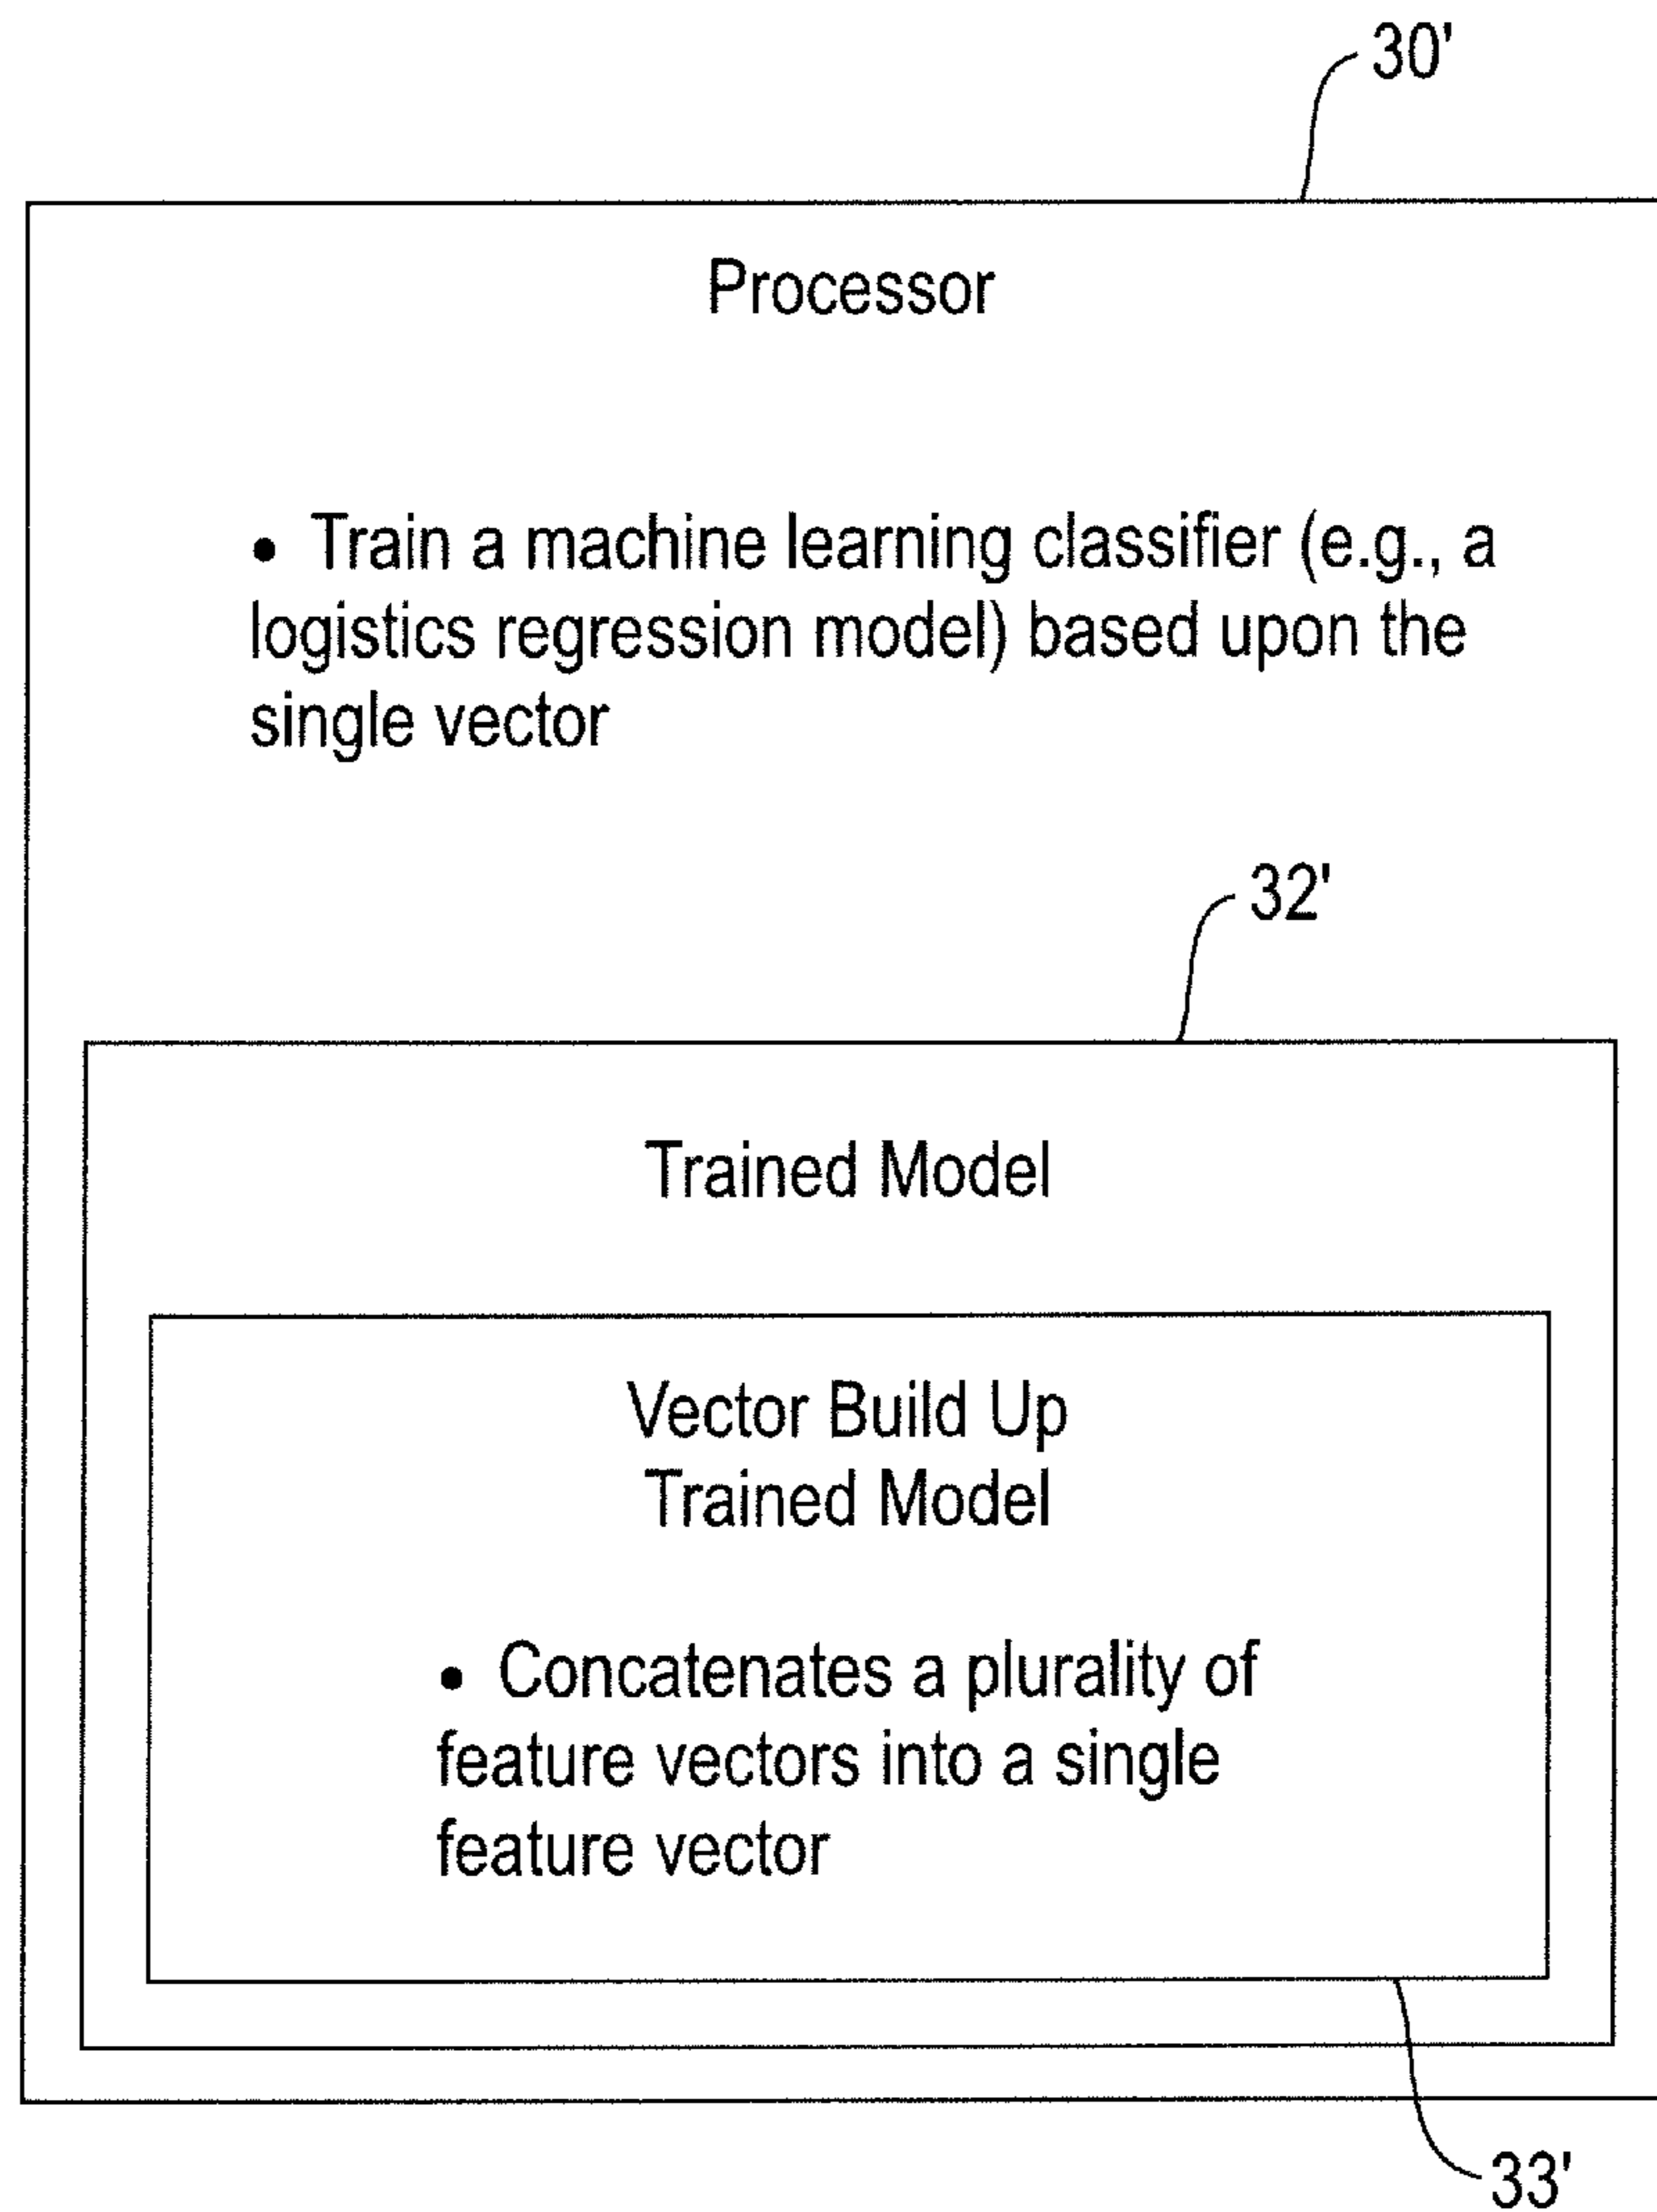 30'
Processor
• Train a machine learning classifier (e.g., a
logistics regression model) based upon the
single vector
32'
Trained Model
Vector Build Up
Trained Model
• Concatenates a plurality of
feature vectors into a single
feature vector
33'